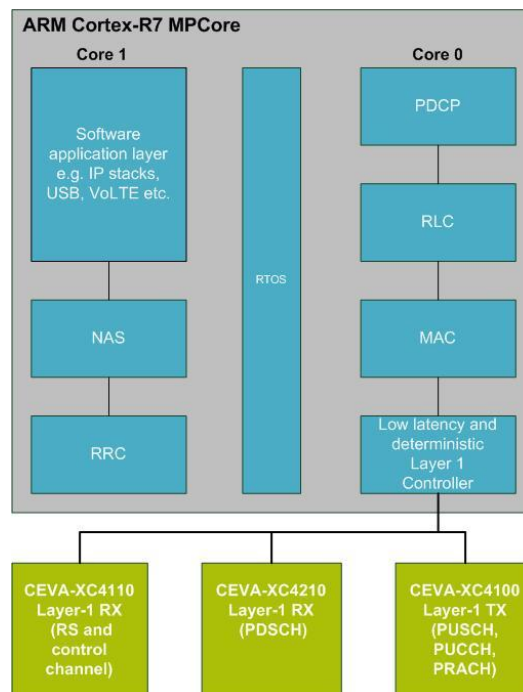 ARM Cortex-R7 MPCore
Core 1
Software
application layer
e.g. IP stacks,
USB, VoLTE etc.
NAS
RRC
RTOS
Core 0
PDCP
RLC
MAC
Low latency and
deterministic
Layer 1
Controller
CEVA-XC4110
Layer-1 RX
(RS and
control
channel)
CEVA-XC4210
Layer-1 RX
(PDSCH)
CEVA-XC4100
Layer-1 TX
(PUSCH,
PUCCH,
PRACH)